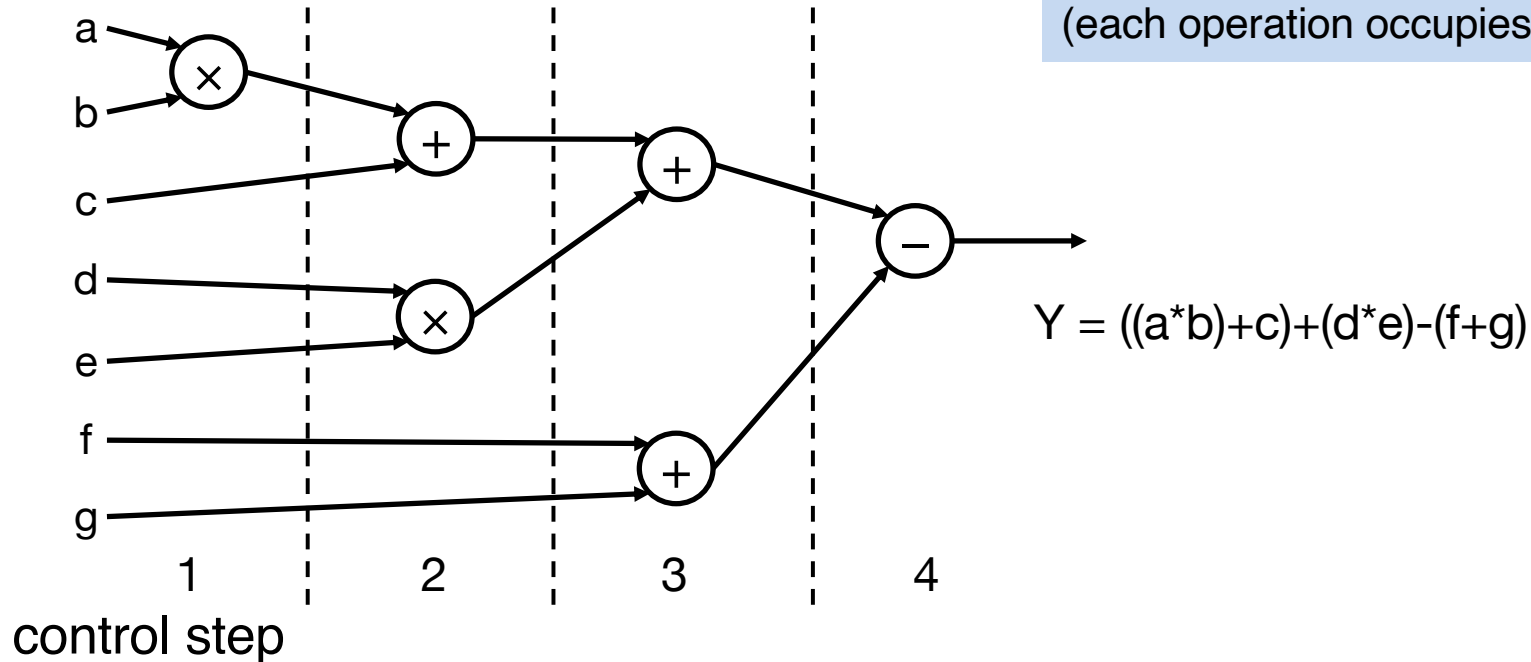 (each operation occupies
a
×
b
+
+
c
−
d
×
e
Y = ((a*b)+c)+(d*e)-(f+g)
f
+
g
1 2 3 4
control step